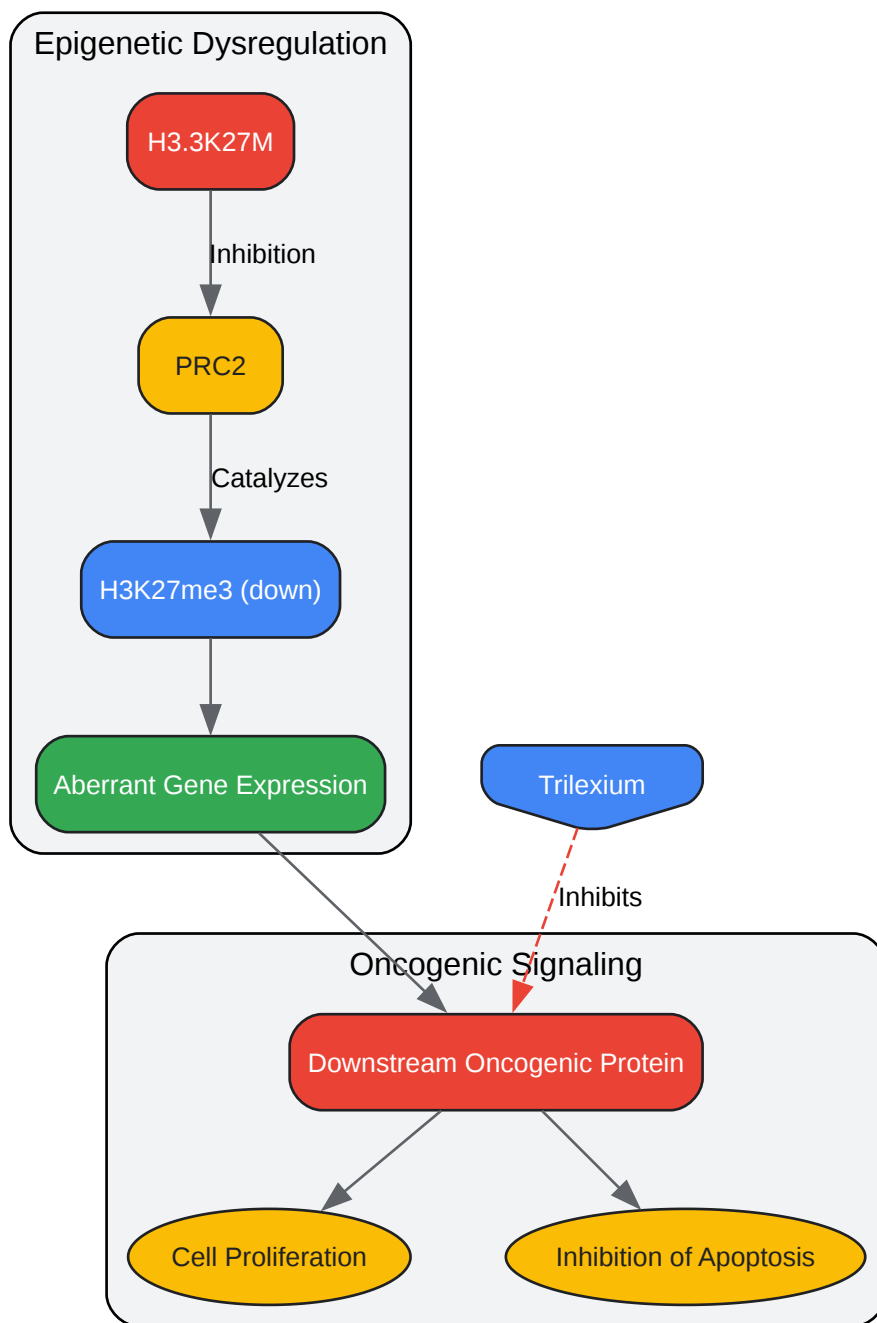 Epigenetic Dysregulation
H3.3K27M
Inhibition
PRC2
Catalyzes
H3K27me3 (down)
Aberrant Gene Expression
Trilexium
Inhibits
Oncogenic Signaling
Downstream Oncogenic Protein
Cell Proliferation
Inhibition of Apoptosis